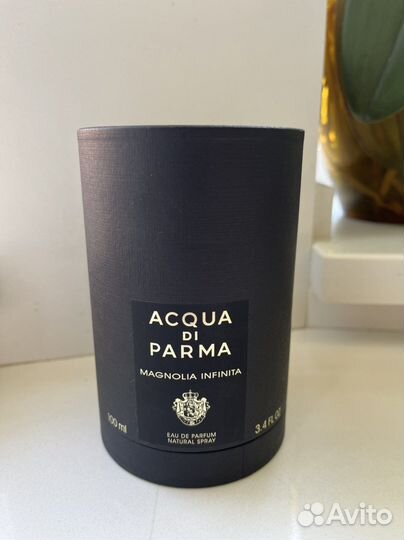 ACQUA
DI
PARMA
MAGNOLIA INFINITA
EAU DE PARFUM
NATURAL SPRAY
100 ml
3.4 FL.OZ
Avito